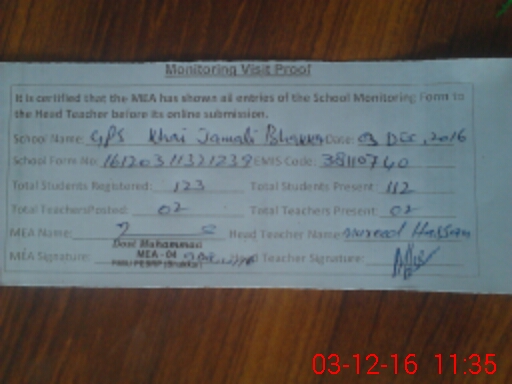 Monitoring Visit Proof
It is certified that the MEA has shown all entries of the School Monitoring Form to
the Head Teacher before its online submission.
School Name: GPS Khai Jamali Date: 03 Dec, 2016
School Form No: 16120311321239 EMIS Code: 38110740
Total Students Registered: 123 Total Students Present: 112
Total Teachers Posted: 02 Total Teachers Present: 02
MEA Name: Head Teacher Name:
Dost Muhammad
MEA - 04
MEA Signature: Head Teacher Signature:
03-12-16 11:35